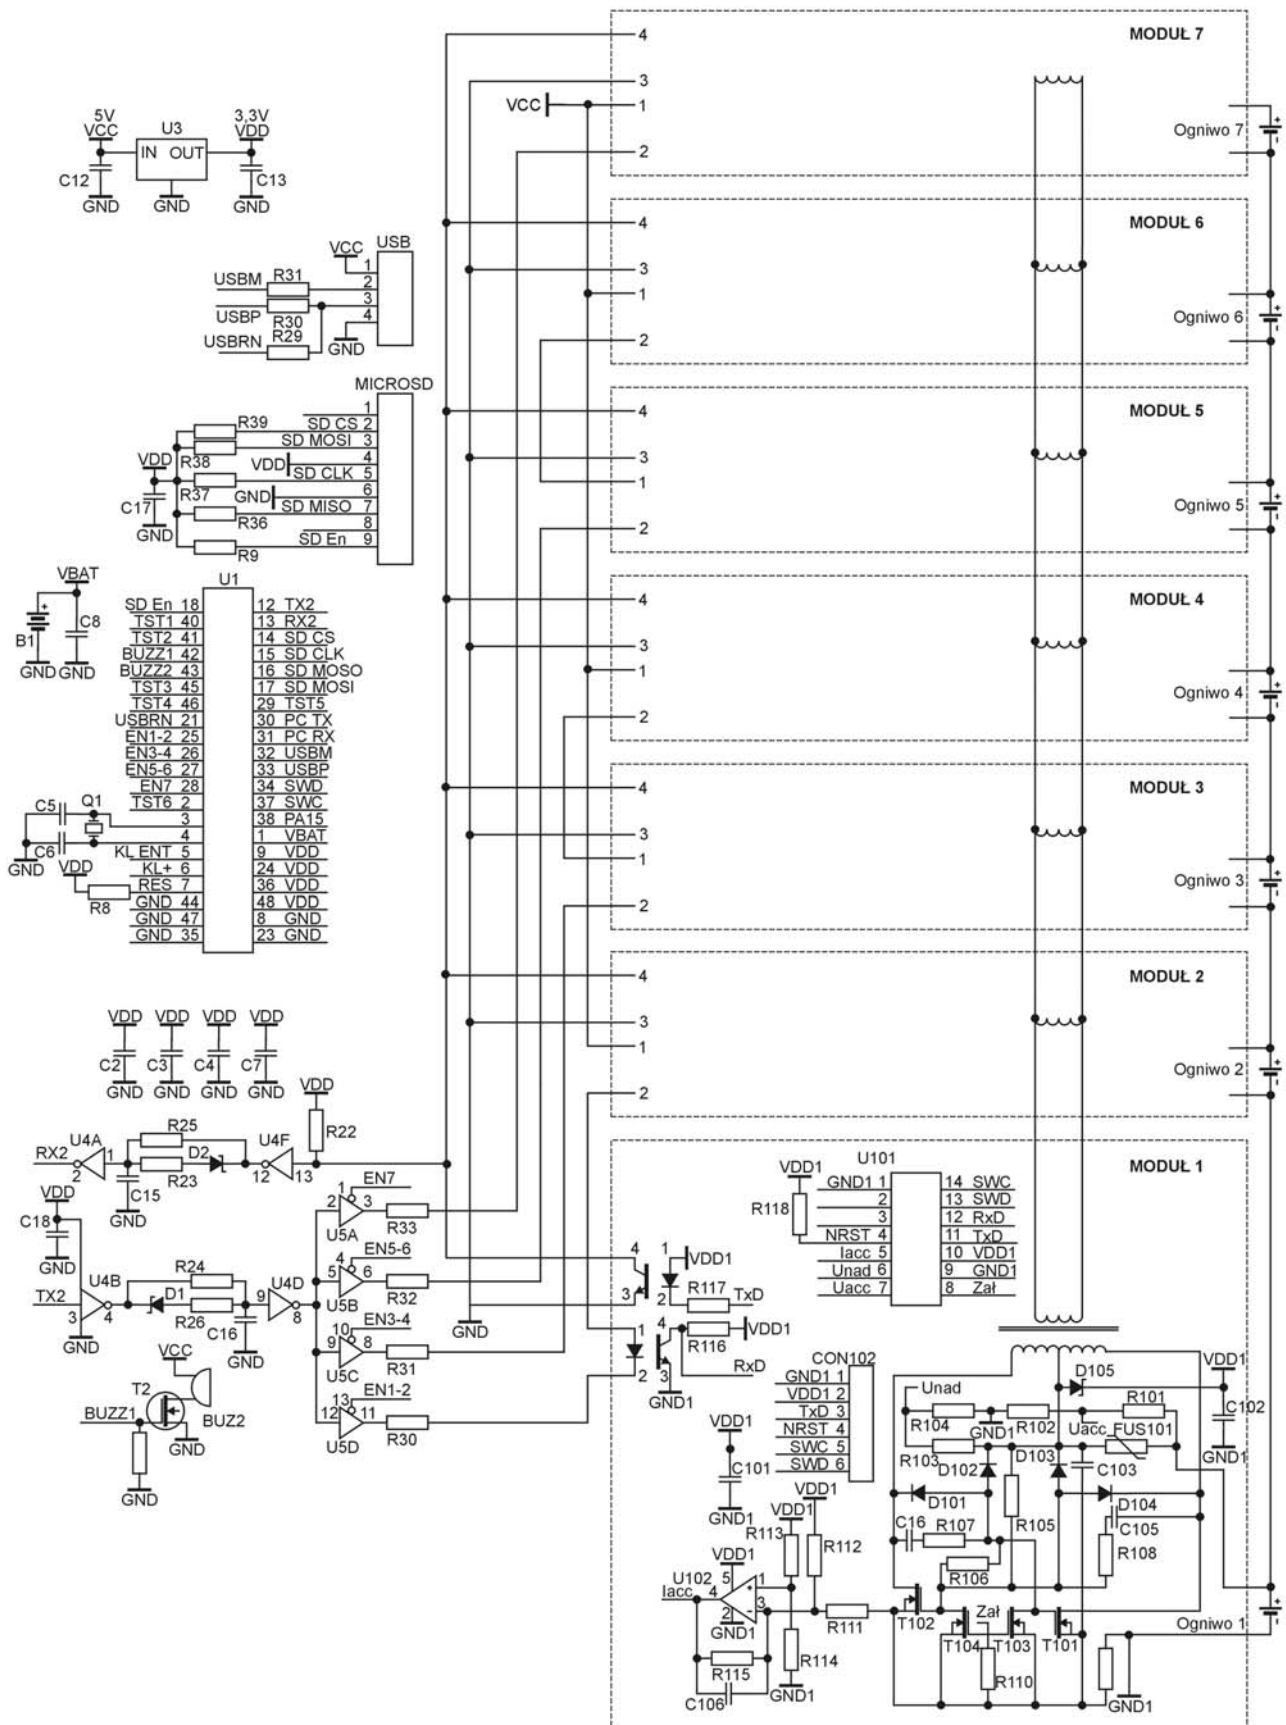 MODUŁ 7
4
3
1
2
VCC
Ogniwo 7
5V
VCC
U3
3,3V
VDD
IN OUT
C12
C13
GND
GND
GND
MODUŁ 6
4
3
1
2
Ogniwo 6
USB
VCC
1
2
3
4
USBM
R31
USBP
R30
R29
USBRN
GND
MODUŁ 5
4
3
1
2
Ogniwo 5
MICROSD
1
SD CS 2
SD MOSI 3
4
SD CLK 5
6
SD MISO 7
8
SD En 9
R39
R38
R37
R36
R9
VDD
VDD
GND
C17
GND
MODUŁ 4
4
3
1
2
Ogniwo 4
VBAT
B1
C8
GND GND
U1
SD En 18
TST1 40
TST2 41
BUZZ1 42
BUZZ2 43
TST3 45
TST4 46
USBRN 21
EN1-2 25
EN3-4 26
EN5-6 27
EN7 28
TST6 2
3
4
KL ENT 5
KL+ 6
RES 7
GND 44
GND 47
GND 35
12 TX2
13 RX2
14 SD CS
15 SD CLK
16 SD MOSO
17 SD MOSI
29 TST5
30 PC TX
31 PC RX
32 USBM
33 USBP
34 SWD
37 SWC
38 PA15
1 VBAT
9 VDD
24 VDD
36 VDD
48 VDD
8 GND
23 GND
C5
Q1
C6
GND
VDD
R8
MODUŁ 3
4
3
1
2
Ogniwo 3
MODUŁ 2
4
3
1
2
Ogniwo 2
VDD VDD VDD VDD
C2 C3 C4 C7
GND GND GND GND
VDD
R22
RX2
U4A
2
1
R25
R23
D2
U4F
12
13
C15
GND
VDD
C18
GND
TX2
U4B
3
4
GND
R24
D1
R26
C16
U4D
9
8
EN7
1
2
3
U5A
R33
EN5-6
4
5
6
U5B
R32
EN3-4
10
9
8
U5C
R31
EN1-2
13
12
11
U5D
R30
GND
VCC
T2
BUZZ1
BUZ2
GND
GND
MODUŁ 1
U101
VDD1
R118
GND1 1
2
3
NRST 4
Iacc 5
Unad 6
Uacc 7
14 SWC
13 SWD
12 RxD
11 TxD
10 VDD1
9 GND1
8 Zał
4
3
1
2
VDD1
R117
TxD
1
2
4
3
R116
VDD1
RxD
GND1
CON102
GND1 1
VDD1 2
TxD 3
NRST 4
SWC 5
SWD 6
VDD1
C101
GND1
Unad
D105
VDD1
R104
GND1
R102
Uacc
R101
C102
GND1
R103
FUS101
D102
D103
C103
D101
D104
C105
C16
R107
R105
R108
R106
VDD1
R113
VDD1
R112
VDD1
U102
Iacc
4
5
1
2
3
+
-
GND1
R111
R114
GND1
R115
C106
T102
Zał
T104
T103
T101
R110
GND1
Ogniwo 1